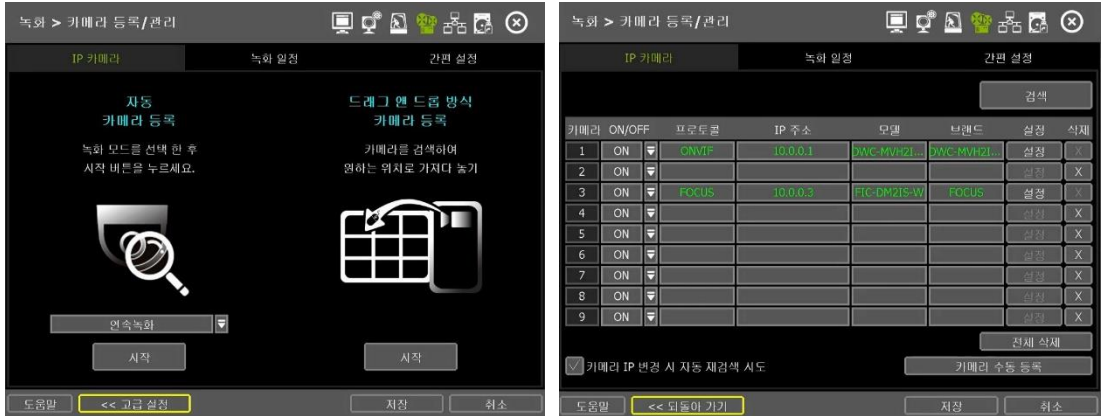 녹화 > 카메라 등록/관리
IP 카메라 녹화 일정 간편 설정
자동
카메라 등록
녹화 모드를 선택 한 후
시작 버튼을 누르세요.
연속녹화
시작
드래그 앤 드롭 방식
카메라 등록
카메라를 검색하여
원하는 위치로 가져다 놓기
시작
도움말 << 고급 설정 저장 취소
녹화 > 카메라 등록/관리
IP 카메라 녹화 일정 간편 설정
검색
카메라 ON/OFF 프로토콜 IP 주소 모델 브랜드 설정 삭제
1 ON ONVIF 10.0.0.1 DWC-MVH2I... DWC-MVH2I... 설정 X
2 ON 설정 X
3 ON FOCUS 10.0.0.3 FIC-DM2IS-W FOCUS 설정 X
4 ON 설정 X
5 ON 설정 X
6 ON 설정 X
7 ON 설정 X
8 ON 설정 X
9 ON 설정 X
전체 삭제
카메라 IP 변경 시 자동 재검색 시도 카메라 수동 등록
도움말 << 되돌아 가기 저장 취소